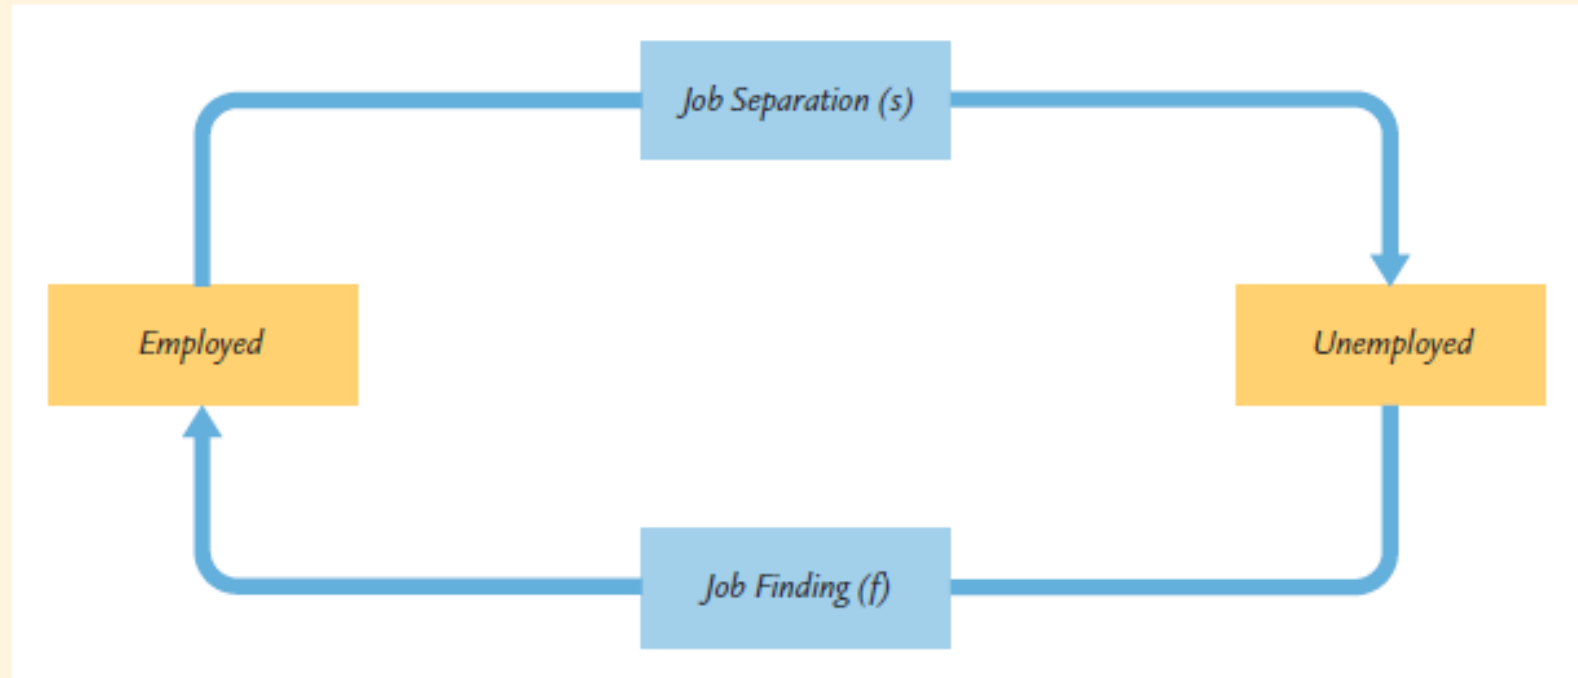 Job Separation (s)
Employed
Unemployed
Job Finding (f)